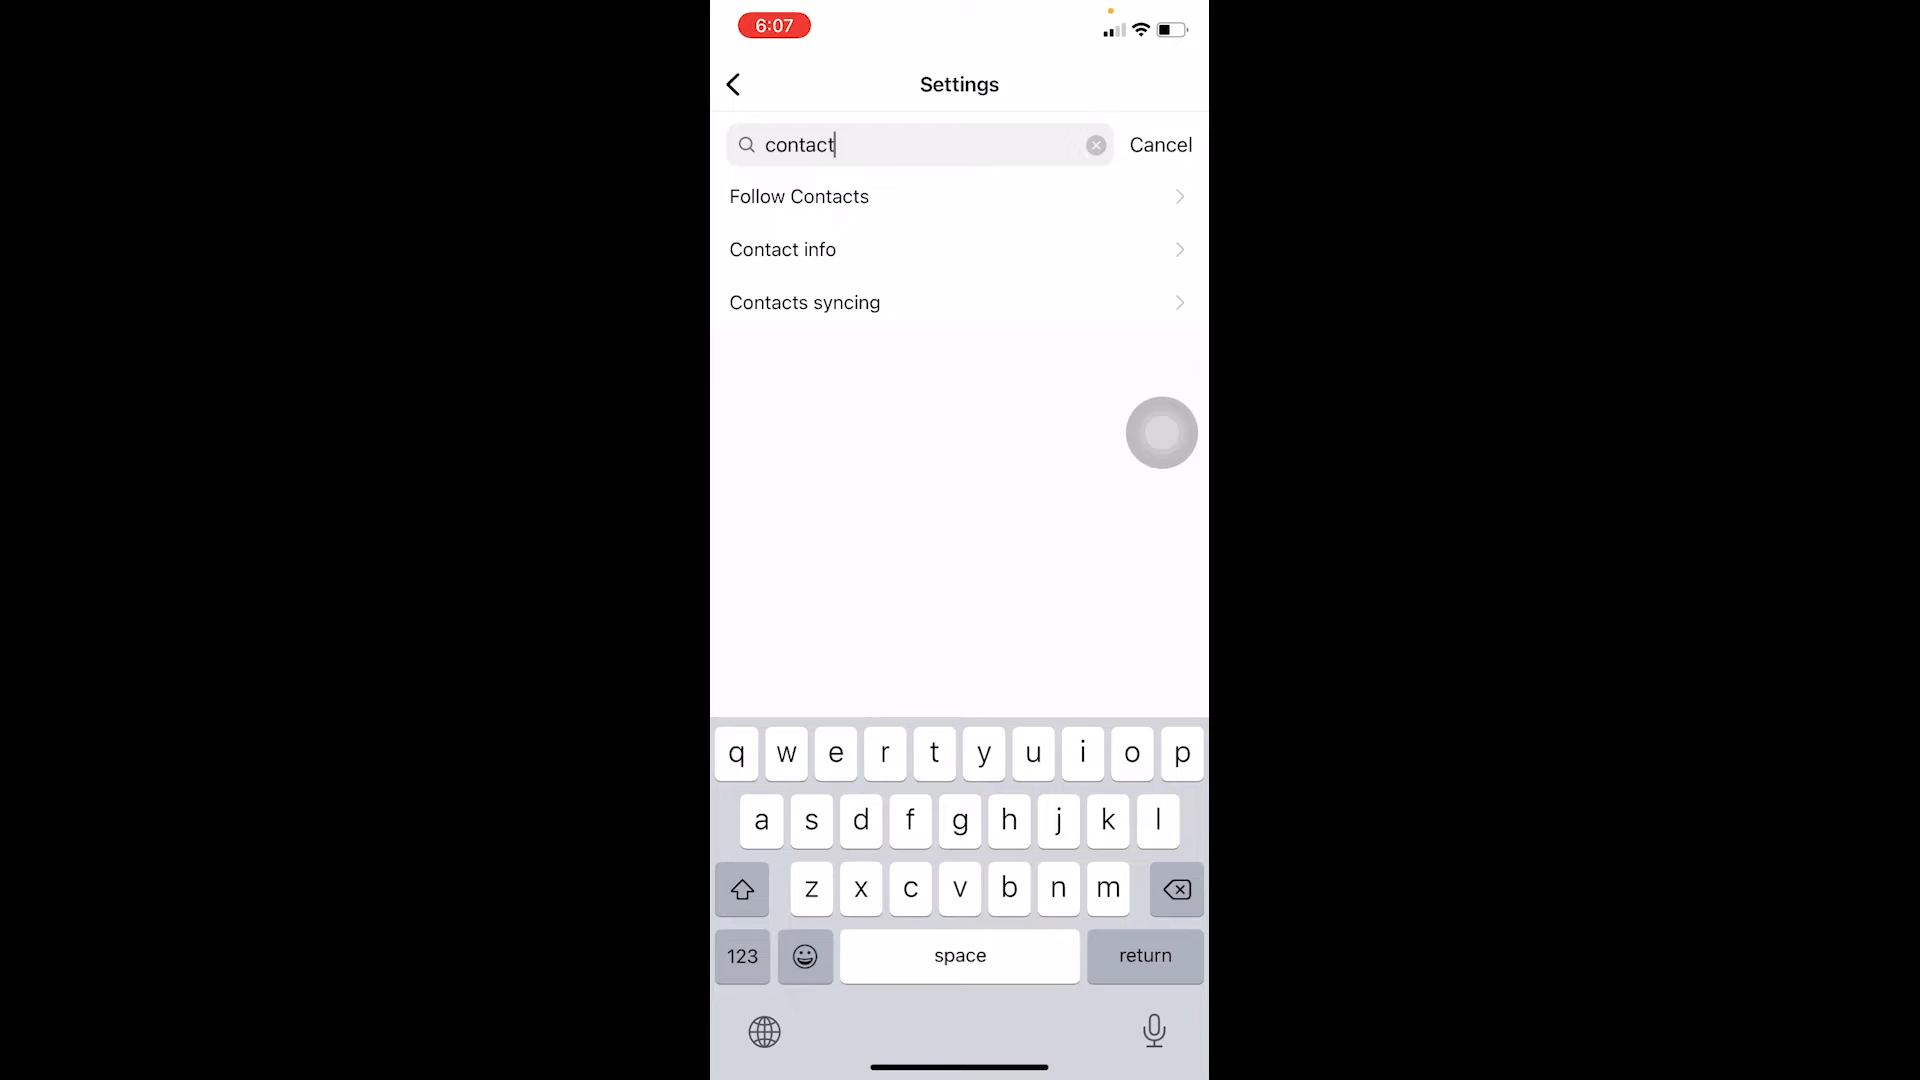 6:07
Settings
contact
Cancel
Follow Contacts
Contact info
Contacts syncing
q w e r t y u i o p
a s d f g h j k l
z x c v b n m
123 space return